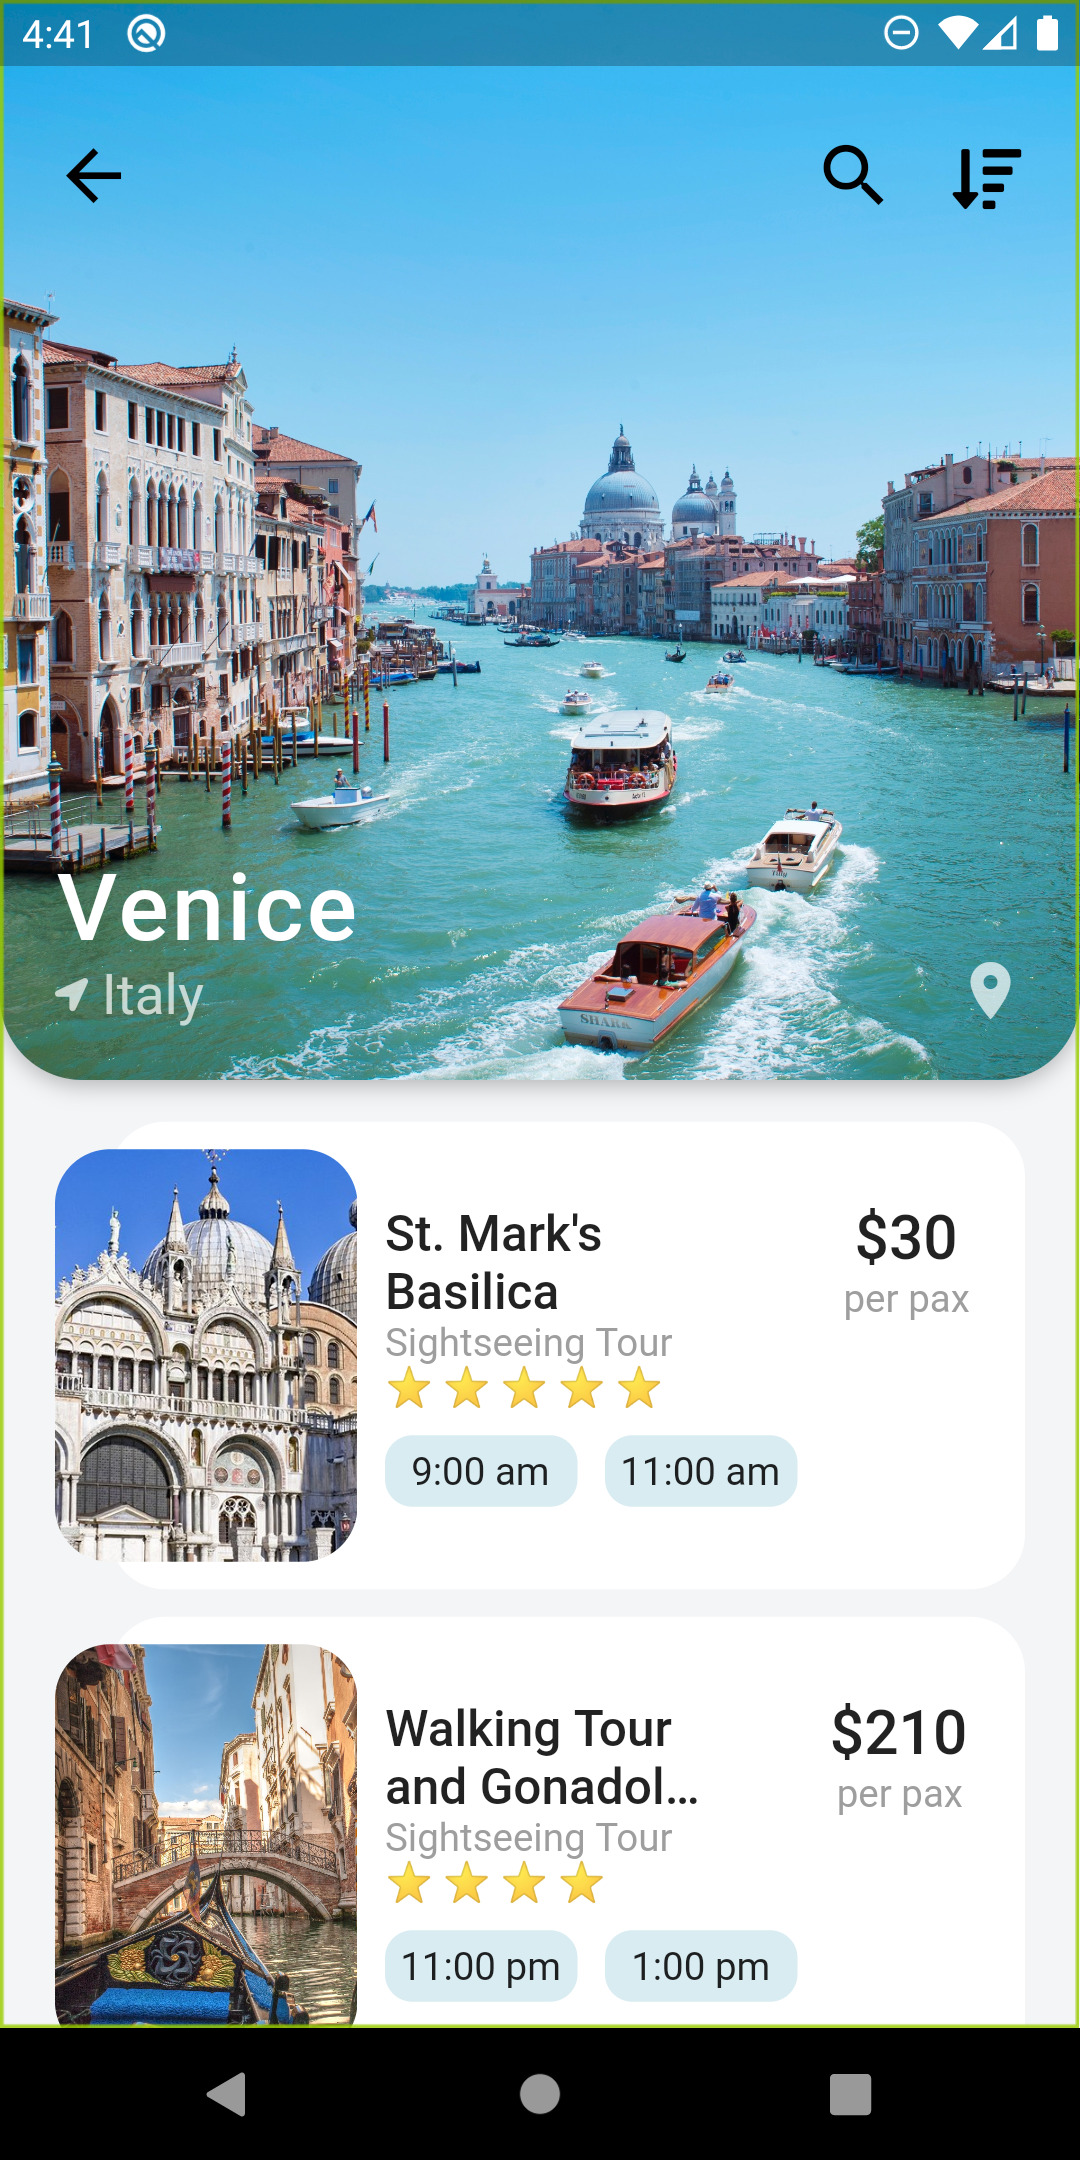 4:41
Venice
Italy
SHARK
St. Mark's
Basilica
$30
per pax
Sightseeing Tour
9:00 am
11:00 am
Walking Tour
and Gonadol...
$210
per pax
Sightseeing Tour
11:00 pm
1:00 pm